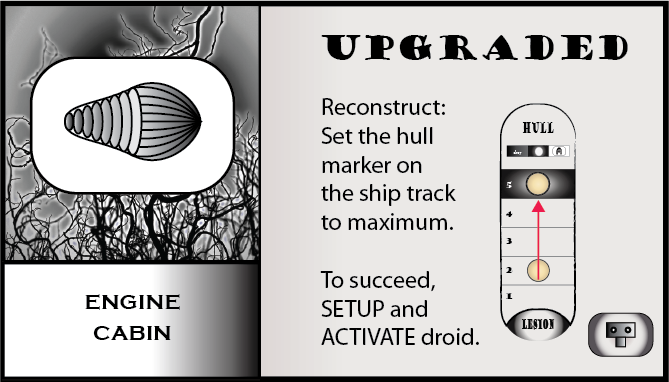 UPGRADED
Reconstruct:
Set the hull
marker on
the ship track
to maximum.
To succeed,
SETUP and
ACTIVATE droid.
ENGINE
CABIN
HULL
5
4
3
2
1
LESION